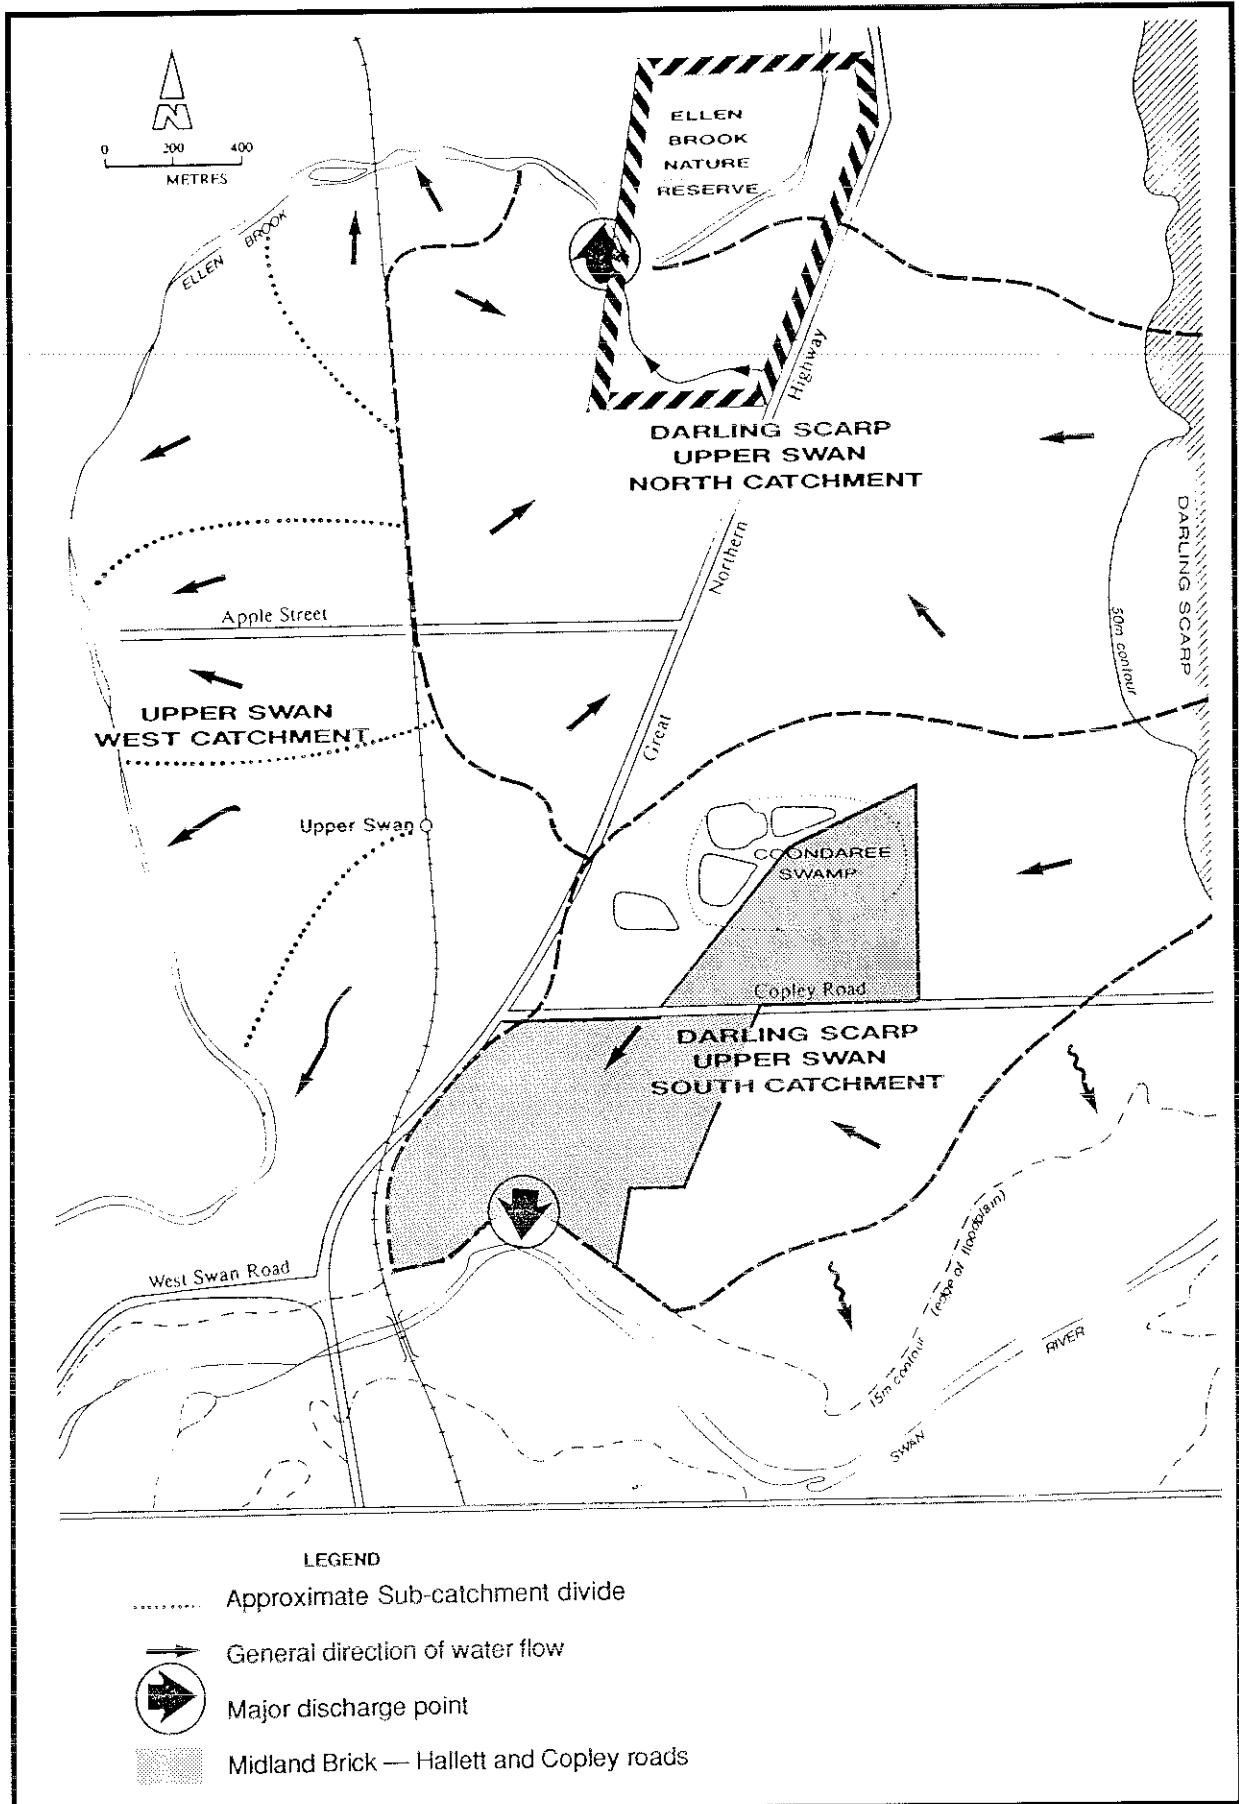 N
0 200 400
METRES
ELLEN
BROOK
NATURE
RESERVE
ELLEN BROOK
Highway
DARLING SCARP
UPPER SWAN
NORTH CATCHMENT
DARLING SCARP
Northern
50m contour
Apple Street
UPPER SWAN
WEST CATCHMENT
Great
Upper Swan
COONDAREE
SWAMP
Copley Road
DARLING SCARP
UPPER SWAN
SOUTH CATCHMENT
West Swan Road
15m contour (edge of floodplain)
SWAN RIVER
LEGEND
Approximate Sub-catchment divide
General direction of water flow
Major discharge point
Midland Brick — Hallett and Copley roads